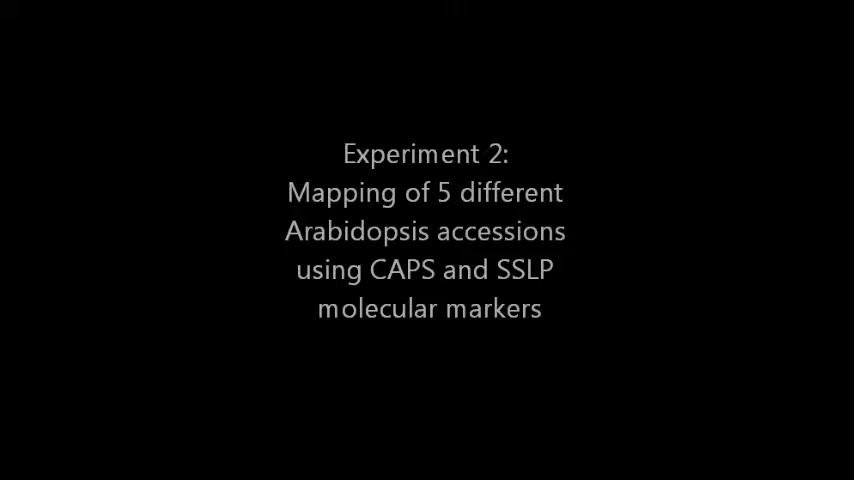 Experiment 2:
Mapping of 5 different
Arabidopsis accessions
using CAPS and SSLP
molecular markers